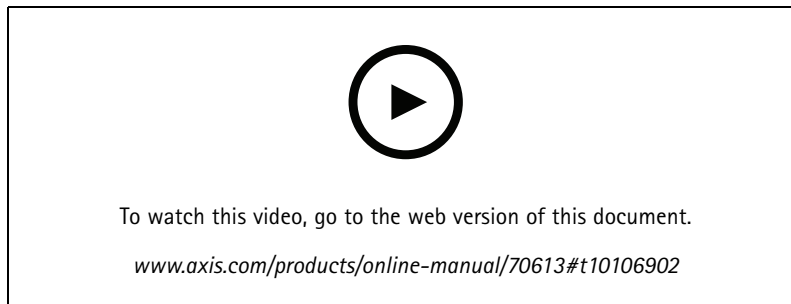 To watch this video, go to the web version of this document.
www.axis.com/products/online-manual/70613#t10106902